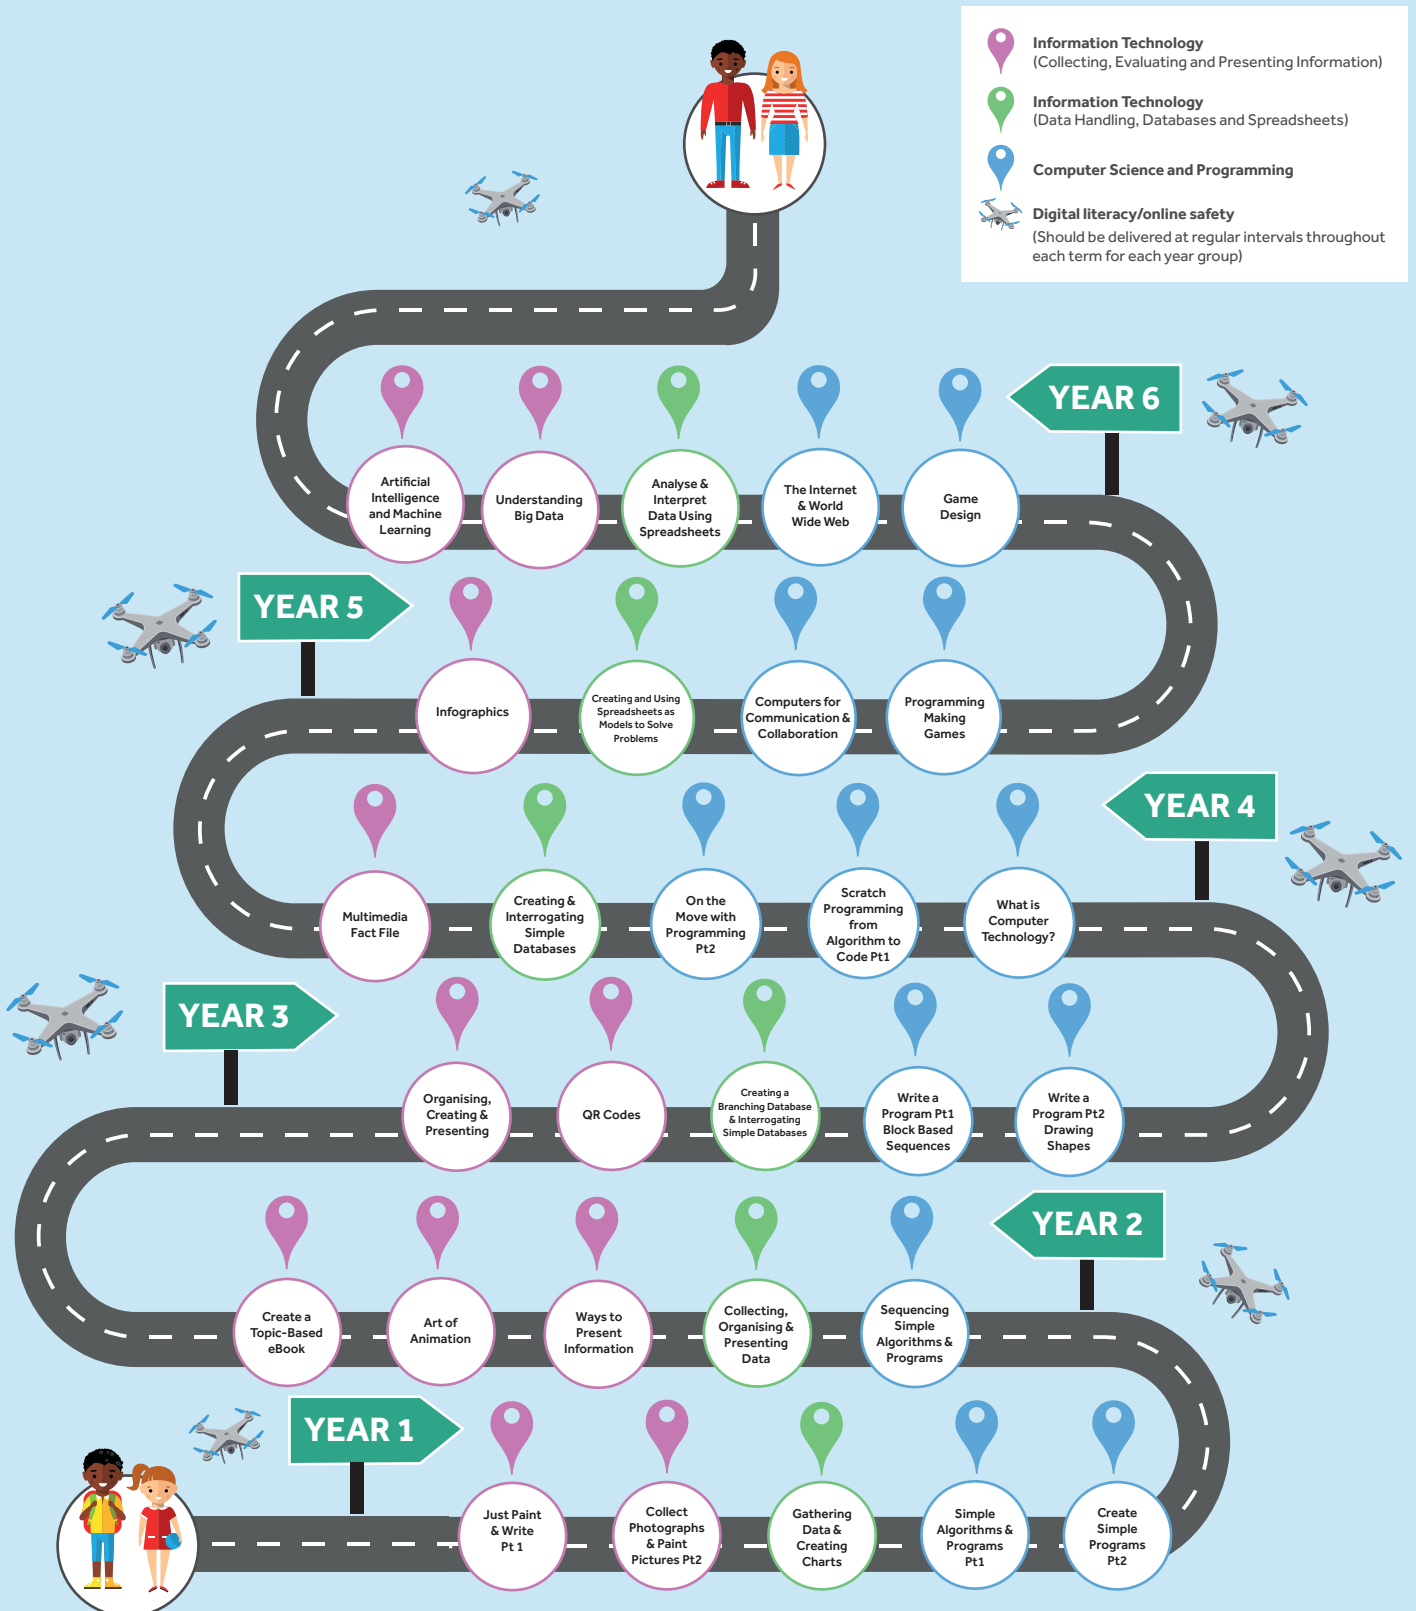 Information Technology
(Collecting, Evaluating and Presenting Information)
Information Technology
(Data Handling, Databases and Spreadsheets)
Computer Science and Programming
Digital literacy/online safety
(Should be delivered at regular intervals throughout
each term for each year group)
YEAR 6
Artificial
Intelligence
and Machine
Learning
Understanding
Big Data
Analyse &
Interpret
Data Using
Spreadsheets
The Internet
& World
Wide Web
Game
Design
YEAR 5
Infographics
Creating and Using
Spreadsheets as
Models to Solve
Problems
Computers for
Communication &
Collaboration
Programming
Making
Games
YEAR 4
Multimedia
Fact File
Creating &
Interrogating
Simple
Databases
On the
Move with
Programming
Pt2
Scratch
Programming
from
Algorithm to
Code Pt1
What is
Computer
Technology?
YEAR 3
Organising,
Creating &
Presenting
QR Codes
Creating a
Branching Database
& Interrogating
Simple Databases
Write a
Program Pt1
Block Based
Sequences
Write a
Program Pt2
Drawing
Shapes
YEAR 2
Create a
Topic-Based
eBook
Art of
Animation
Ways to
Present
Information
Collecting,
Organising &
Presenting
Data
Sequencing
Simple
Algorithms &
Programs
YEAR 1
Just Paint
& Write
Pt 1
Collect
Photographs
& Paint
Pictures Pt2
Gathering
Data &
Creating
Charts
Simple
Algorithms &
Programs
Pt1
Create
Simple
Programs
Pt2